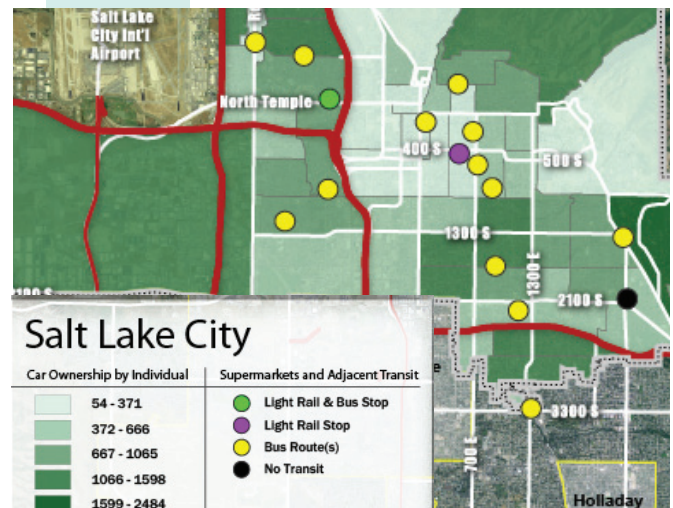 Salt Lake
City Int'l
Airport
North Temple
400 S
500 S
1300 S
1300 E
2100 S
700 E
3300 S
Holladay
Salt Lake City
Car Ownership by Individual
54 - 371
372 - 666
667 - 1065
1066 - 1598
1599 - 2484
Supermarkets and Adjacent Transit
Light Rail & Bus Stop
Light Rail Stop
Bus Route(s)
No Transit